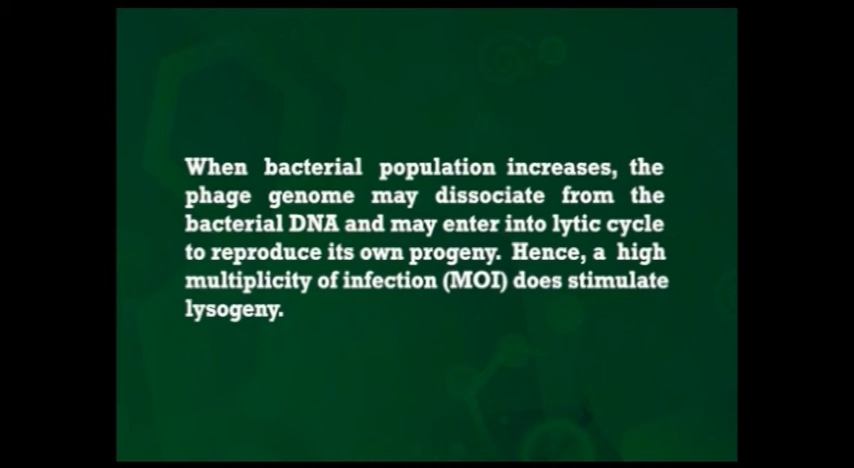 When bacterial population increases, the
phage genome may dissociate from the
bacterial DNA and may enter into lytic cycle
to reproduce its own progeny. Hence, a high
multiplicity of infection (MOI) does stimulate
lysogeny.